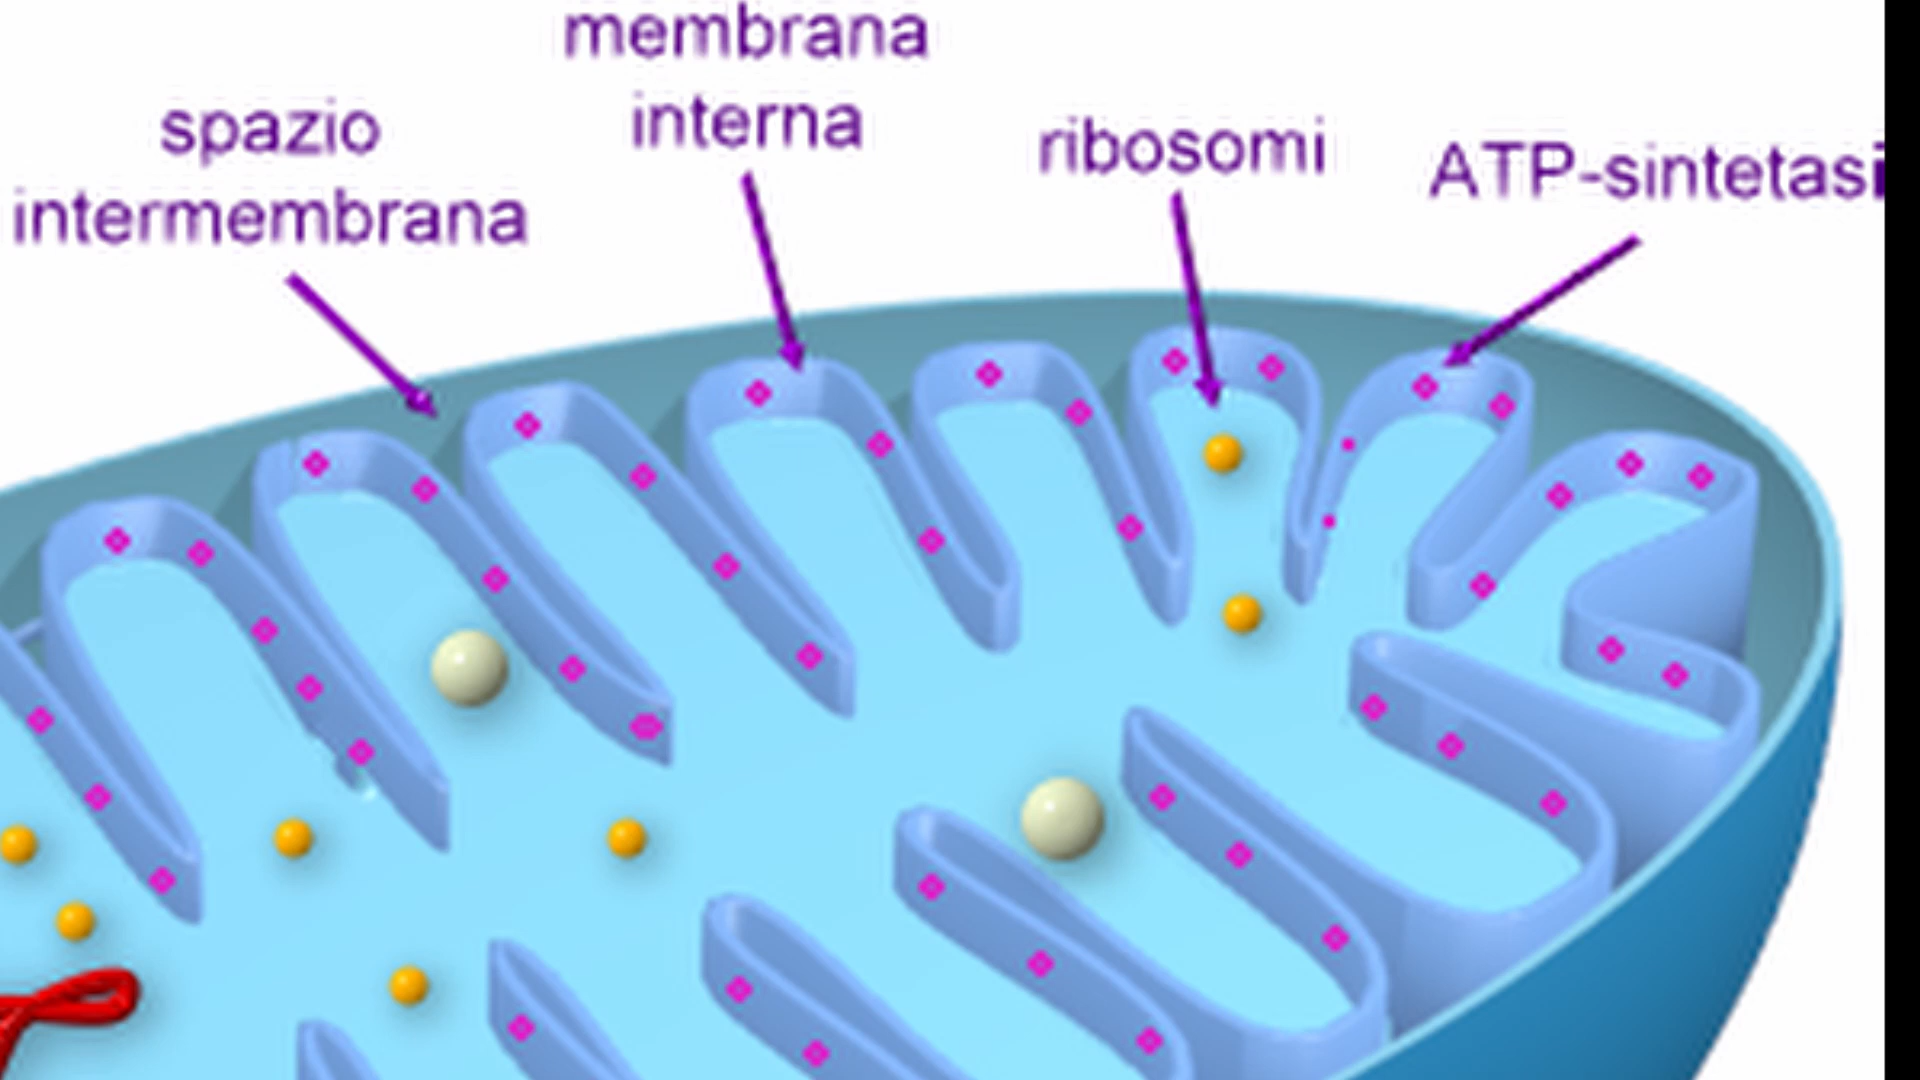 spazio
intermembrana
membrana
interna
ribosomi
ATP-sintetasi